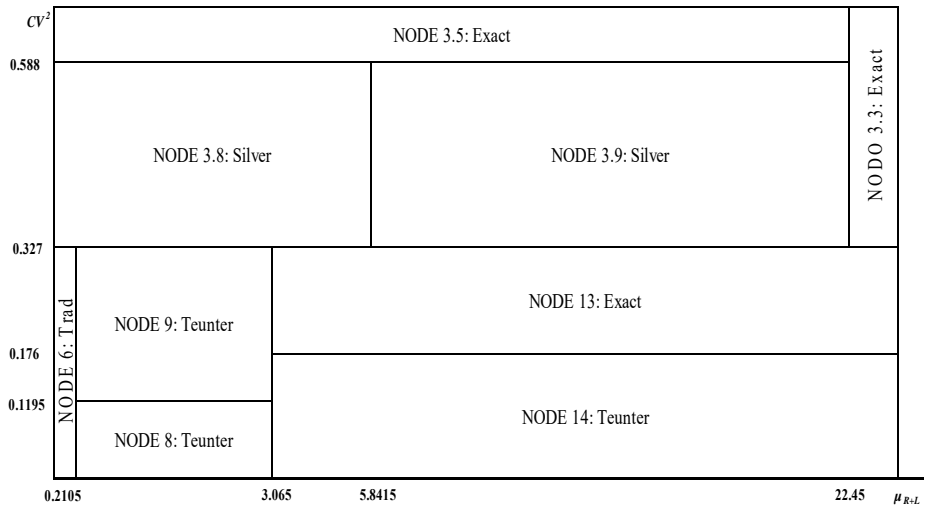 CV²
NODE 3.5: Exact
0.588
NODE 3.8: Silver
NODE 3.9: Silver
NODO 3.3: Exact
0.327
NODE 6: Trad
NODE 9: Teunter
NODE 13: Exact
0.176
0.1195
NODE 8: Teunter
NODE 14: Teunter
0.2105
3.065
5.8415
22.45
μ R+L